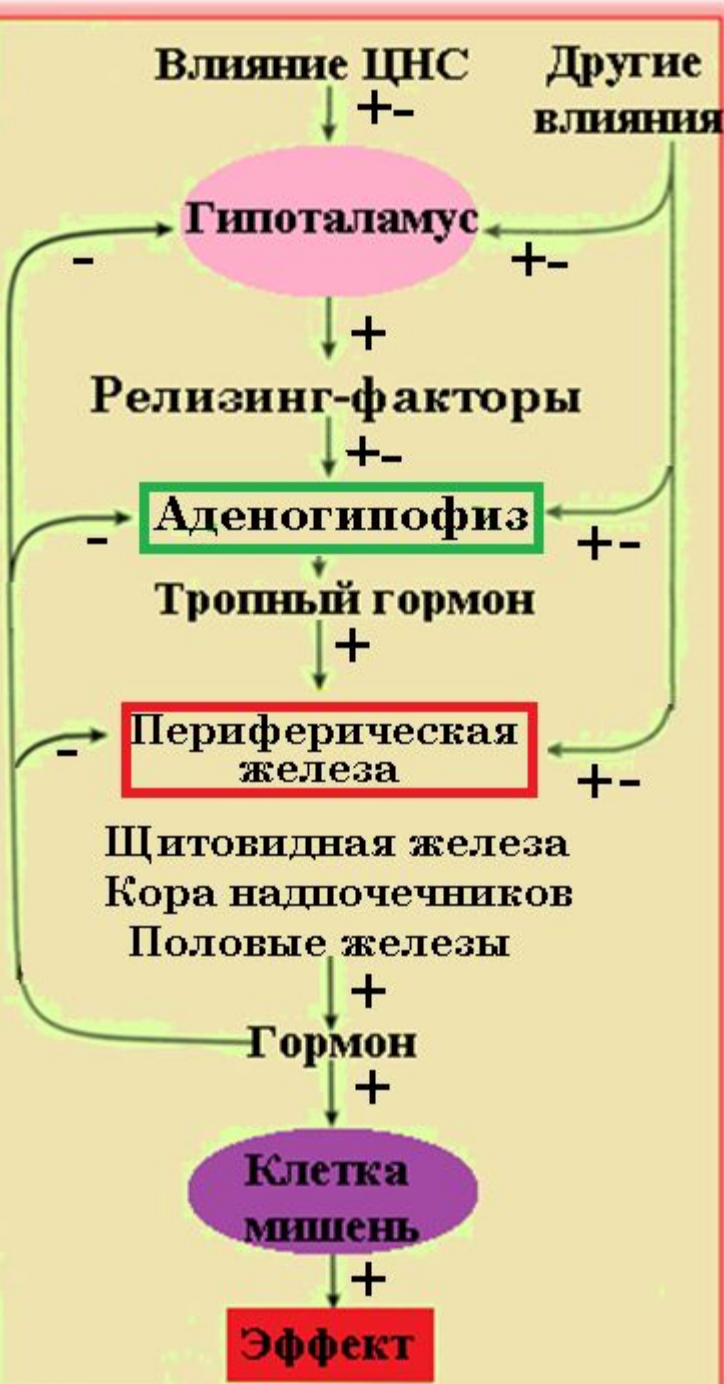 Влияние ЦНС
Другие
влияния
+-
Гипоталамус
-
+-
+
Релизинг-факторы
+-
Аденогипофиз
-
+-
Тропный гормон
+
Периферическая
железа
-
+-
Щитовидная железа
Кора надпочечников
Половые железы
+
Гормон
+
Клетка
мишень
+
Эффект